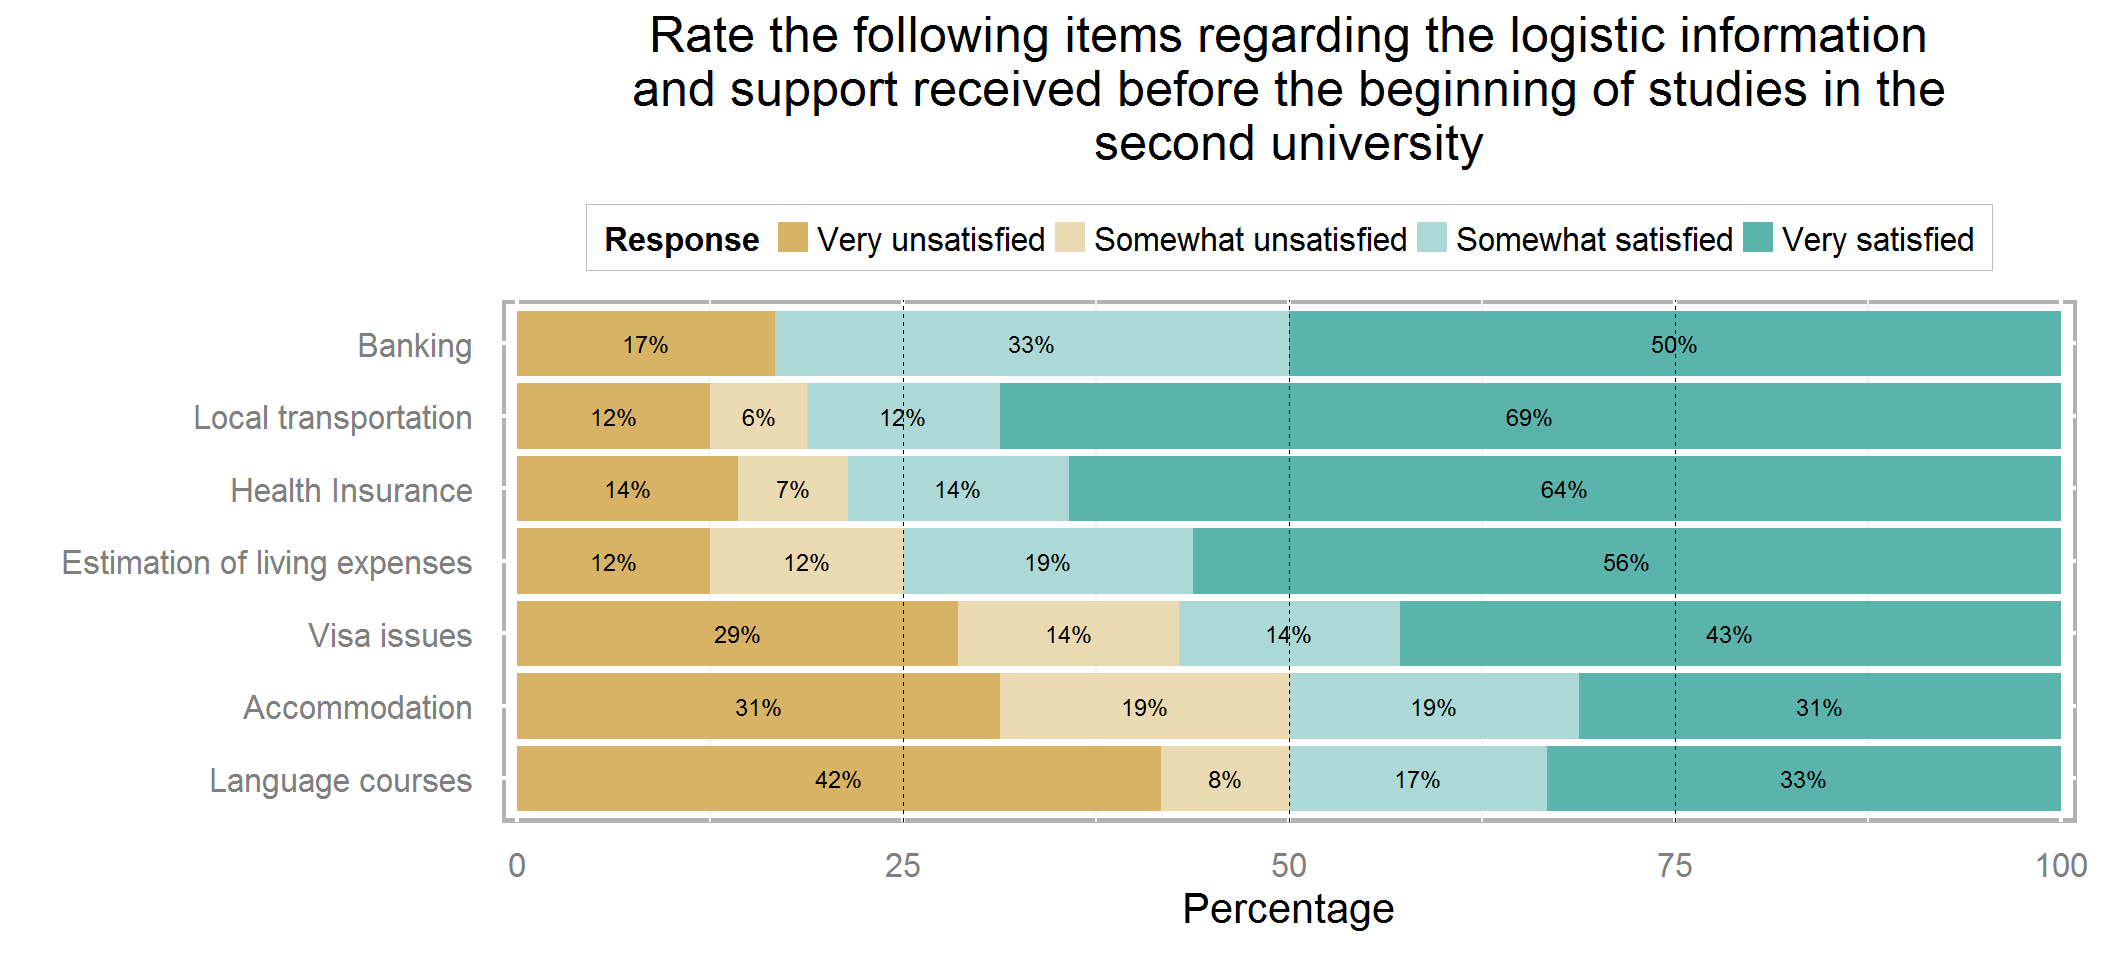 Rate the following items regarding the logistic information
and support received before the beginning of studies in the
second university
Response Very unsatisfied Somewhat unsatisfied Somewhat satisfied Very satisfied
Banking 17% 33% 50%
Local transportation 12% 6% 12% 69%
Health Insurance 14% 7% 14% 64%
Estimation of living expenses 12% 12% 19% 56%
Visa issues 29% 14% 14% 43%
Accommodation 31% 19% 19% 31%
Language courses 42% 8% 17% 33%
0 25 50 75 100
Percentage